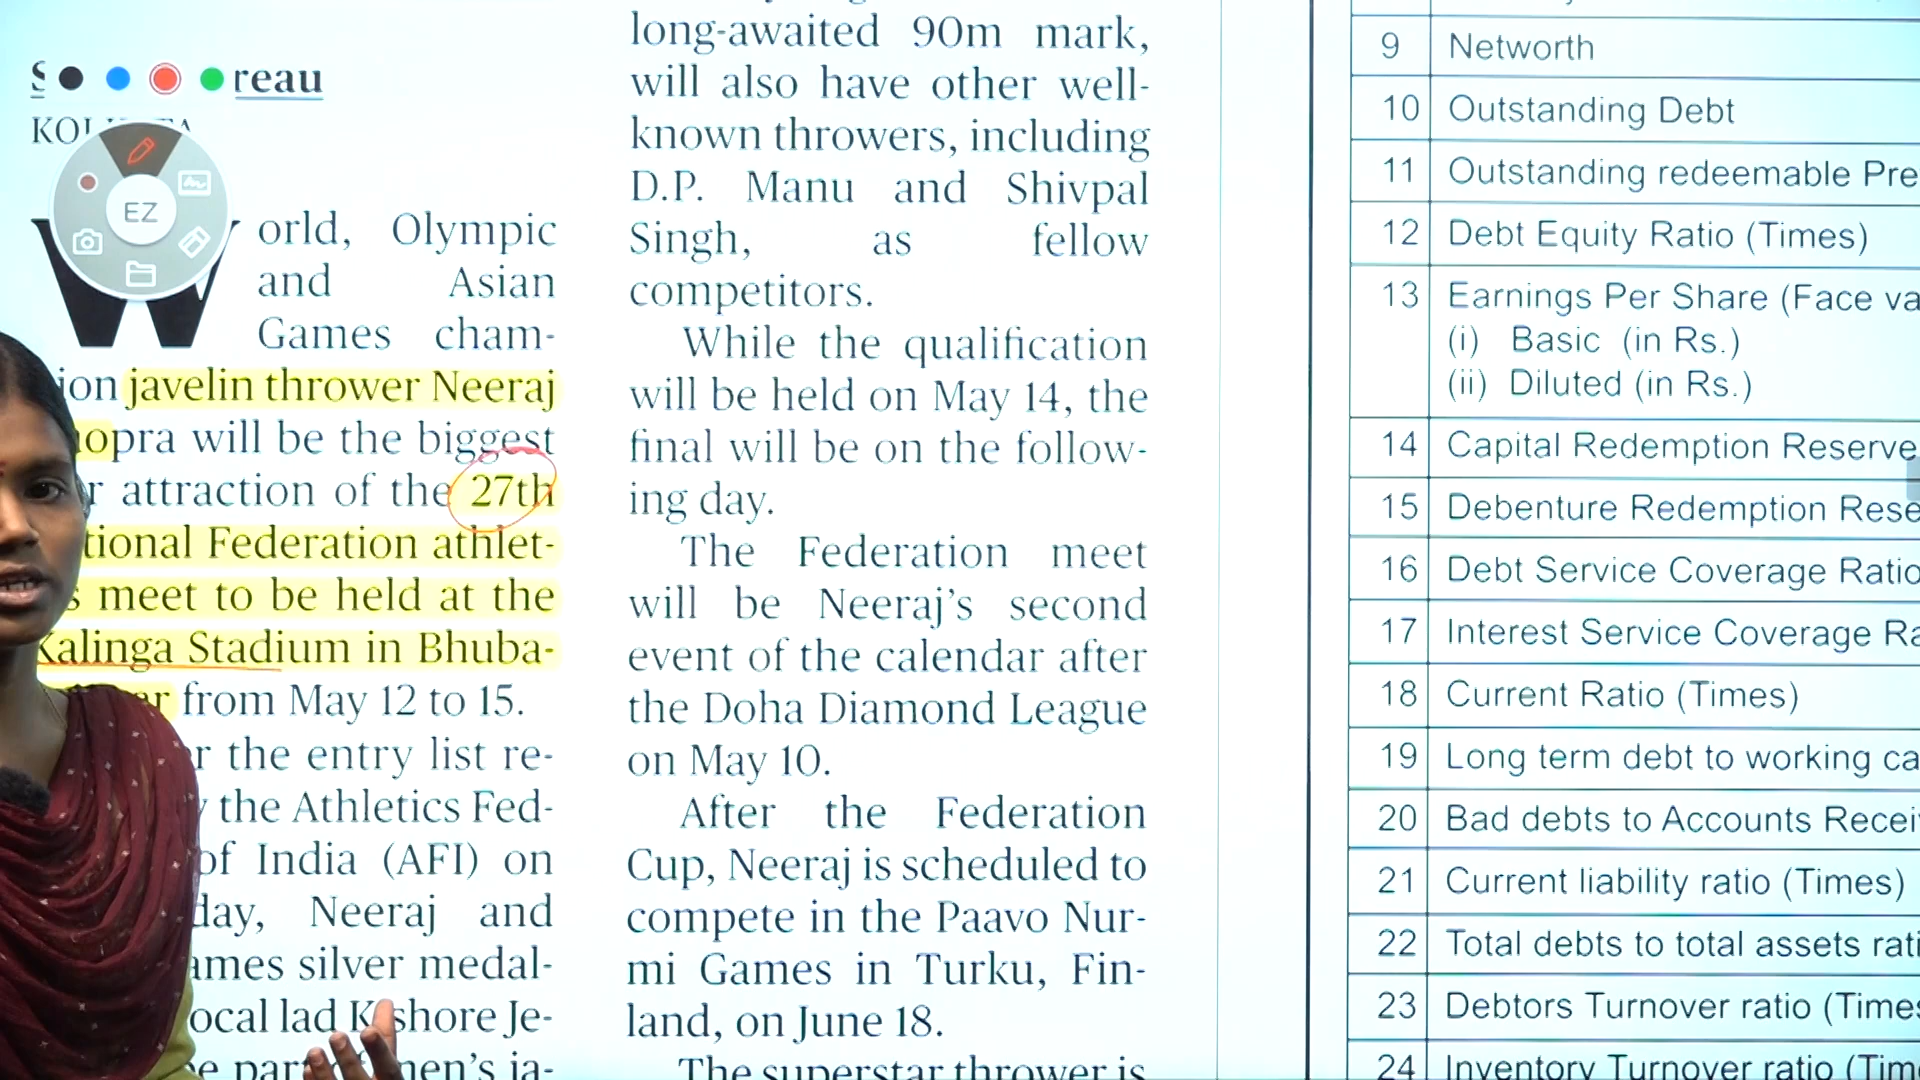 reau
EZ
orld, Olympic
and Asian
Games cham-
ion javelin thrower Neeraj
opra will be the biggest
attraction of the 27th
tional Federation athlet-
meet to be held at the
Kalinga Stadium in Bhuba-
from May 12 to 15.
the entry list re-
the Athletics Fed-
of India (AFI) on
day, Neeraj and
ames silver medal-
ocal lad Kishore Je-
men's ja-
long-awaited 90m mark,
will also have other well-
known throwers, including
D.P. Manu and Shivpal
Singh, as fellow
competitors.
While the qualification
will be held on May 14, the
final will be on the follow-
ing day.
The Federation meet
will be Neeraj's second
event of the calendar after
the Doha Diamond League
on May 10.
After the Federation
Cup, Neeraj is scheduled to
compete in the Paavo Nur-
mi Games in Turku, Fin-
land, on June 18.
The superstar thrower is
9 Networth
10 Outstanding Debt
11 Outstanding redeemable Pre
12 Debt Equity Ratio (Times)
13 Earnings Per Share (Face va
(i) Basic (in Rs.)
(ii) Diluted (in Rs.)
14 Capital Redemption Reserve
15 Debenture Redemption Rese
16 Debt Service Coverage Ratio
17 Interest Service Coverage Ra
18 Current Ratio (Times)
19 Long term debt to working ca
20 Bad debts to Accounts Recei
21 Current liability ratio (Times)
22 Total debts to total assets rati
23 Debtors Turnover ratio (Times
24 Inventory Turnover ratio (Tim